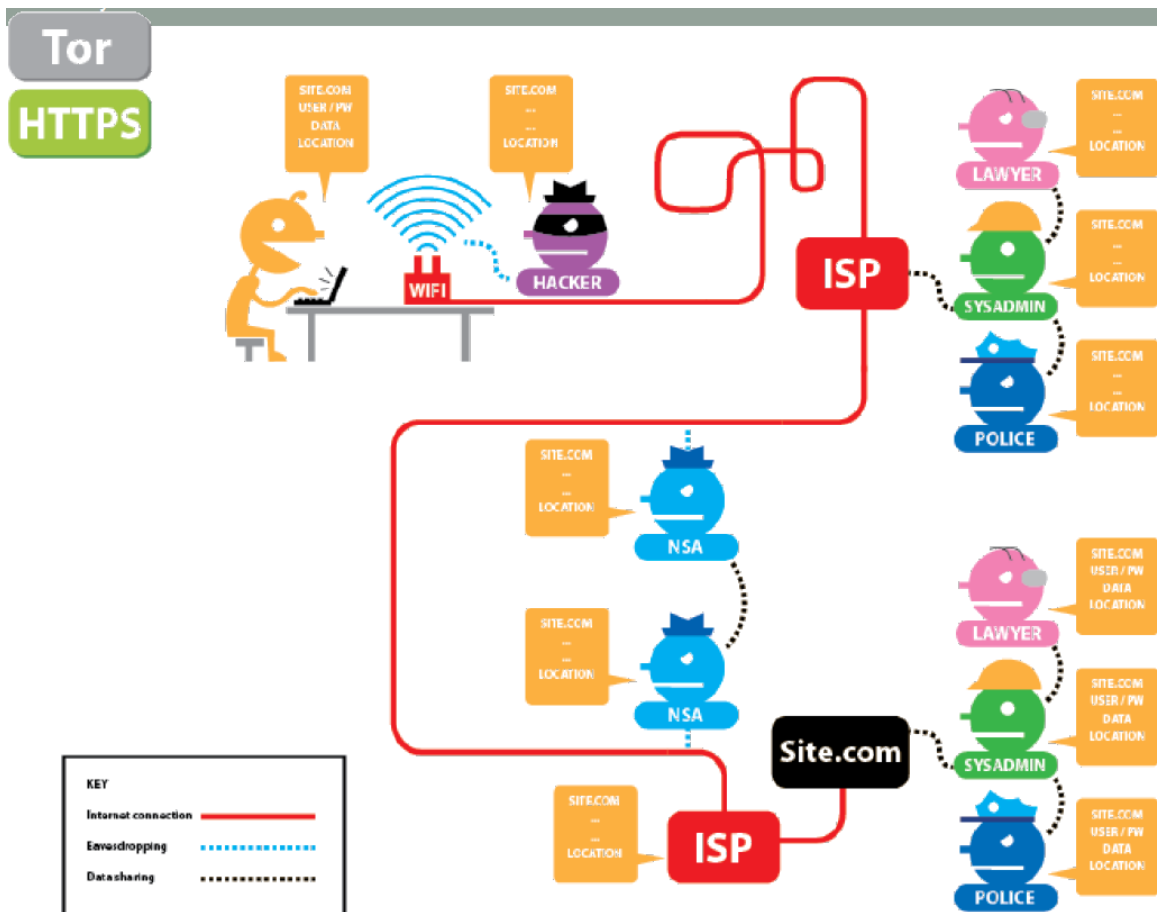 Tor
HTTPS
SITE.COM
USER / PW
DATA
LOCATION
SITE.COM
...
...
LOCATION
WIFI
HACKER
ISP
LAWYER
SITE.COM
...
...
LOCATION
SYSADMIN
SITE.COM
...
...
LOCATION
POLICE
SITE.COM
...
...
LOCATION
SITE.COM
...
...
LOCATION
NSA
SITE.COM
...
...
LOCATION
NSA
LAWYER
SITE.COM
USER / PW
DATA
LOCATION
SYSADMIN
SITE.COM
USER / PW
DATA
LOCATION
POLICE
SITE.COM
USER / PW
DATA
LOCATION
Site.com
SITE.COM
...
...
LOCATION
ISP
KEY
Internet connection
Eavesdropping
Data sharing